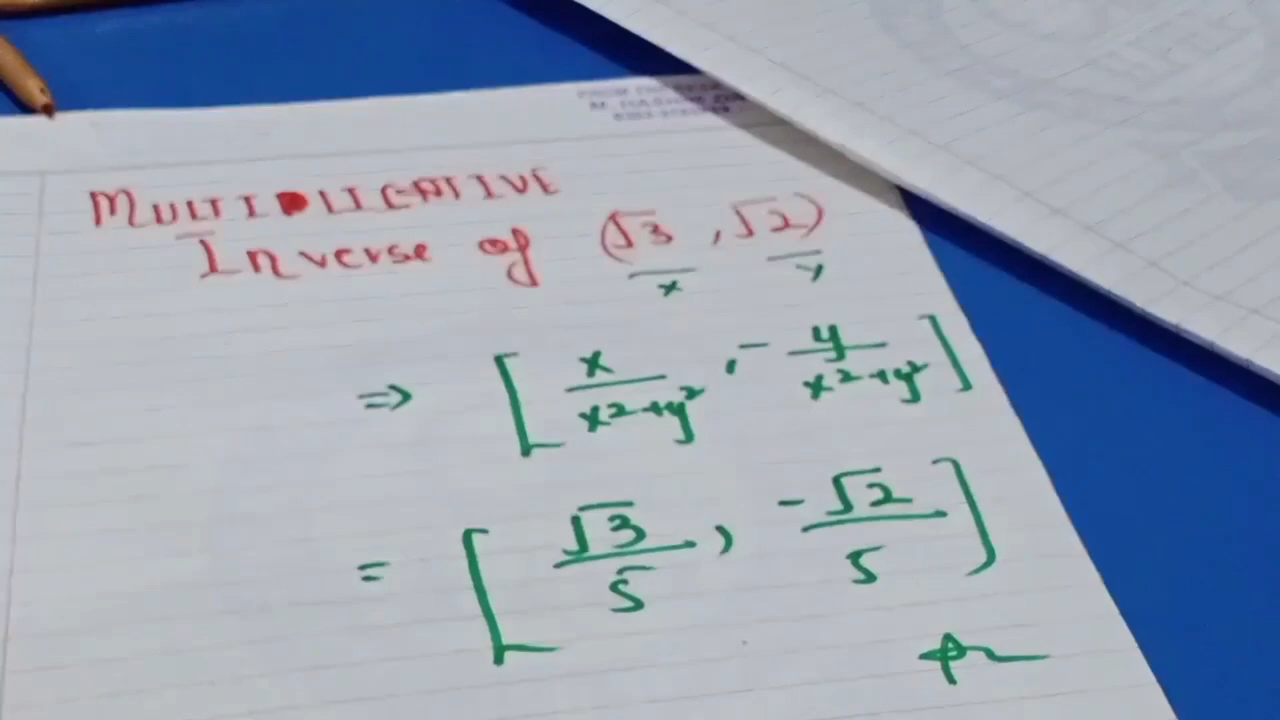 MULTIPLICATIVE
Inverse of (√3 , √2)
x y
⇒ [ x/x²+y² , - y/x²+y² ]
= [ √3/5 , -√2/5 ]